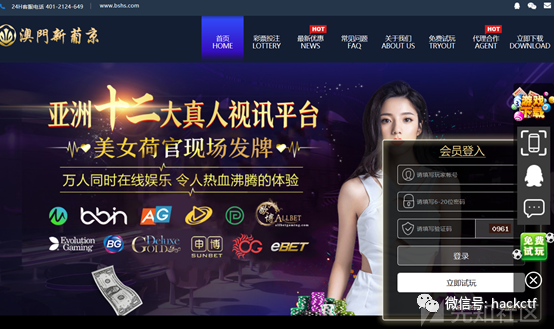 24H客服电话 401-2124-649 www.bshs.com
澳門新葡京
首页 彩票投注 最新优惠 常见问题 关于我们 免费试玩 代理合作 立即下载
HOME LOTTERY NEWS FAQ ABOUT US TRYOUT AGENT DOWNLOAD
HOT HOT
亚洲十二大真人视讯平台
美女荷官现场发牌
万人同时在线娱乐 令人热血沸腾的体验
bbin AG ALLBET
Evolution Gaming BG Deluxe Gold 申博 SUNBET OG eBET
游戏下载
会员登入
请填写玩家帐号
请填写6-20位密码
请填写验证码 0961
登录
立即试玩
免费试玩
微信号: hackctf
先知社区